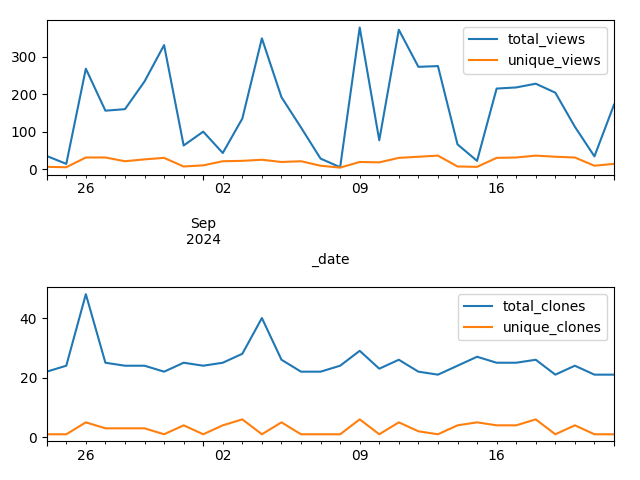 300
200
100
0
total_views
unique_views
26
02
09
16
Sep
2024
_date
40
20
0
total_clones
unique_clones
26
02
09
16